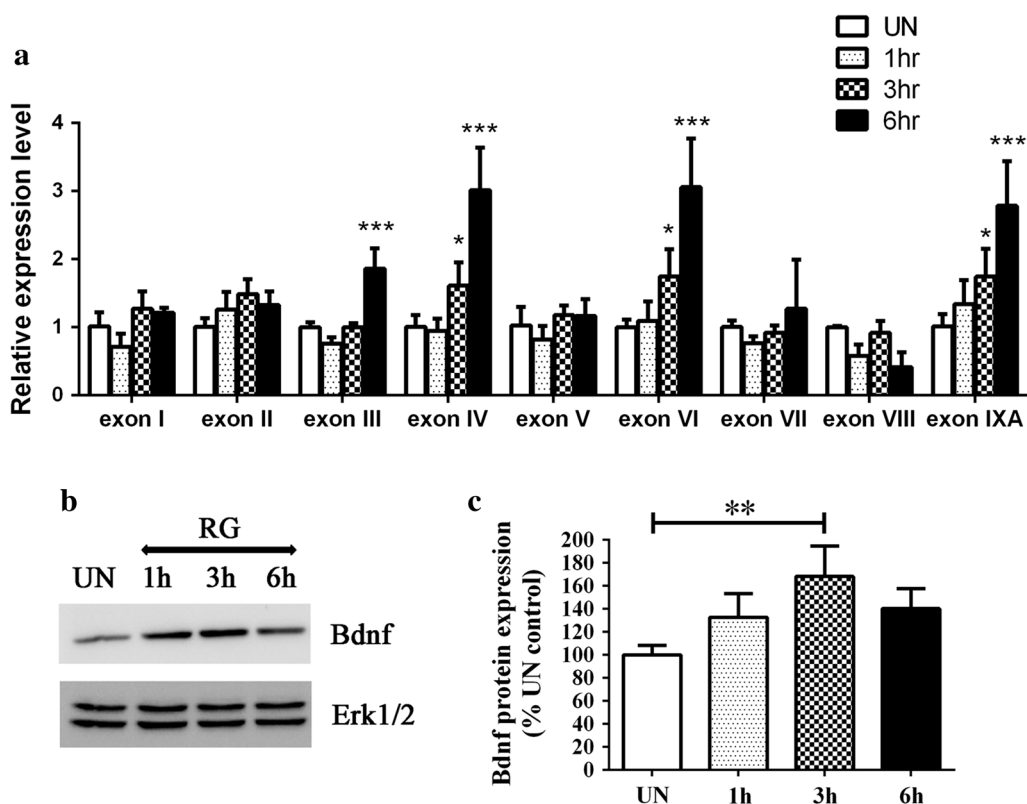 a
UN
1hr
3hr
6hr
Relative expression level
4
3
2
1
0
***
*
***
*
***
*
***
exon I exon II exon III exon IV exon V exon VI exon VII exon VIII exon IXA
b
RG
UN 1h 3h 6h
Bdnf
Erk1/2
c
**
Bdnf protein expression
(% UN control)
200
180
160
140
120
100
80
60
40
20
0
UN 1h 3h 6h